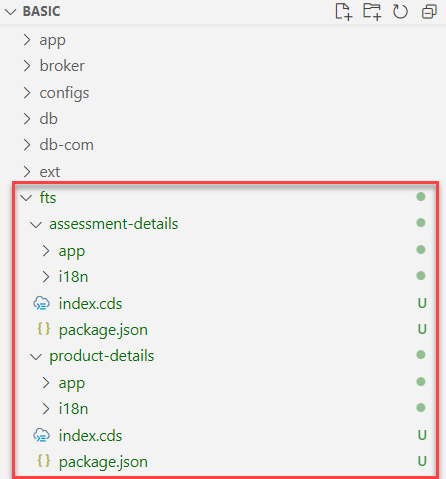 BASIC
app
broker
configs
db
db-com
ext
fts
assessment-details
app
i18n
index.cds U
{} package.json U
product-details
app
i18n
index.cds U
{} package.json U